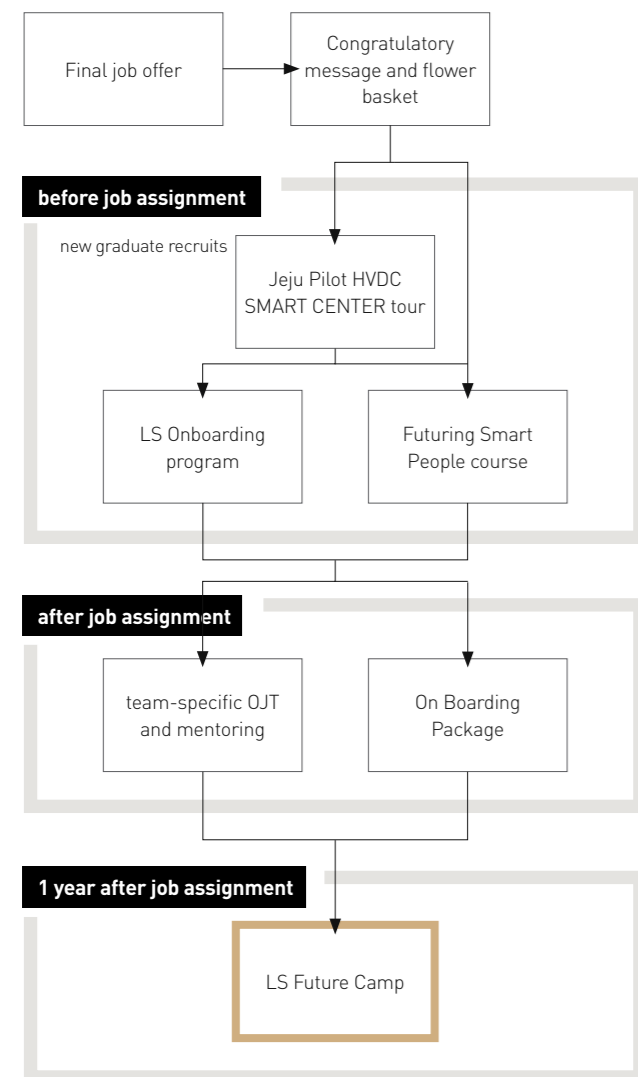 Final job offer
Congratulatory
message and flower
basket
before job assignment
new graduate recruits
Jeju Pilot HVDC
SMART CENTER tour
LS Onboarding
program
Futuring Smart
People course
after job assignment
team-specific OJT
and mentoring
On Boarding
Package
1 year after job assignment
LS Future Camp